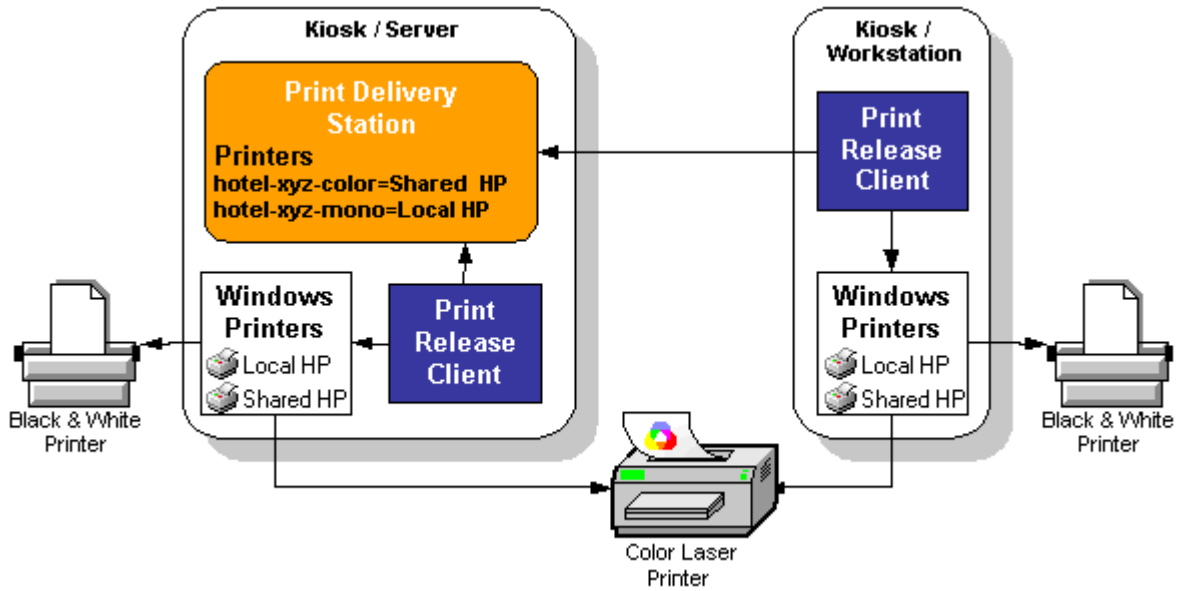 Kiosk / Server
Print Delivery
Station
Printers
hotel-xyz-color=Shared HP
hotel-xyz-mono=Local HP
Windows
Printers
Local HP
Shared HP
Print
Release
Client
Black & White
Printer
Kiosk /
Workstation
Print
Release
Client
Windows
Printers
Local HP
Shared HP
Black & White
Printer
Color Laser
Printer